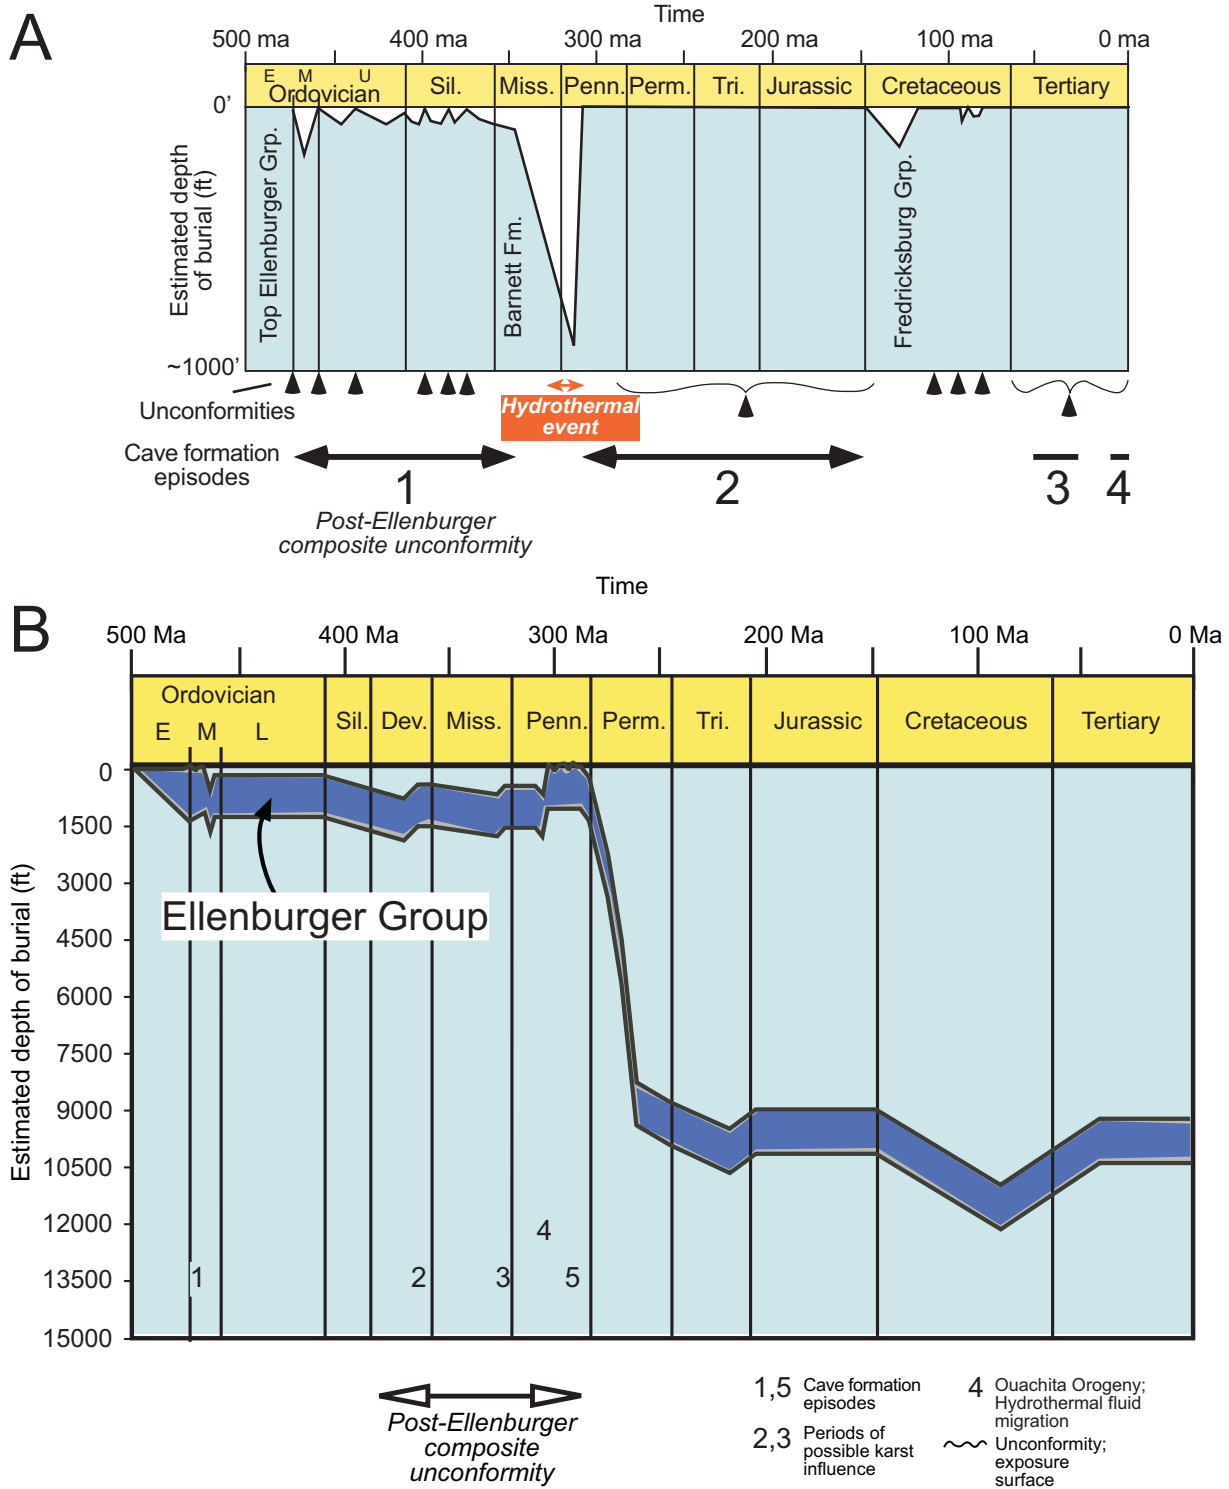 A
Time
500 ma 400 ma 300 ma 200 ma 100 ma 0 ma
E M U
Ordovician Sil. Miss. Penn. Perm. Tri. Jurassic Cretaceous Tertiary
0'
Estimated depth
of burial (ft)
Top Ellenburger Grp.
Barnett Fm.
Fredricksburg Grp.
~1000'
Unconformities
Hydrothermal
event
Cave formation
episodes
1 2 3 4
Post-Ellenburger
composite unconformity
Time
B
500 Ma 400 Ma 300 Ma 200 Ma 100 Ma 0 Ma
Ordovician
E M L
Sil. Dev. Miss. Penn. Perm. Tri. Jurassic Cretaceous Tertiary
Estimated depth of burial (ft)
0
1500
3000
Ellenburger Group
4500
6000
7500
9000
10500
12000
4
13500
1 2 3 5
15000
Post-Ellenburger
composite
unconformity
1,5 Cave formation
episodes
2,3 Periods of
possible karst
influence
4 Ouachita Orogeny;
Hydrothermal fluid
migration
Unconformity;
exposure
surface